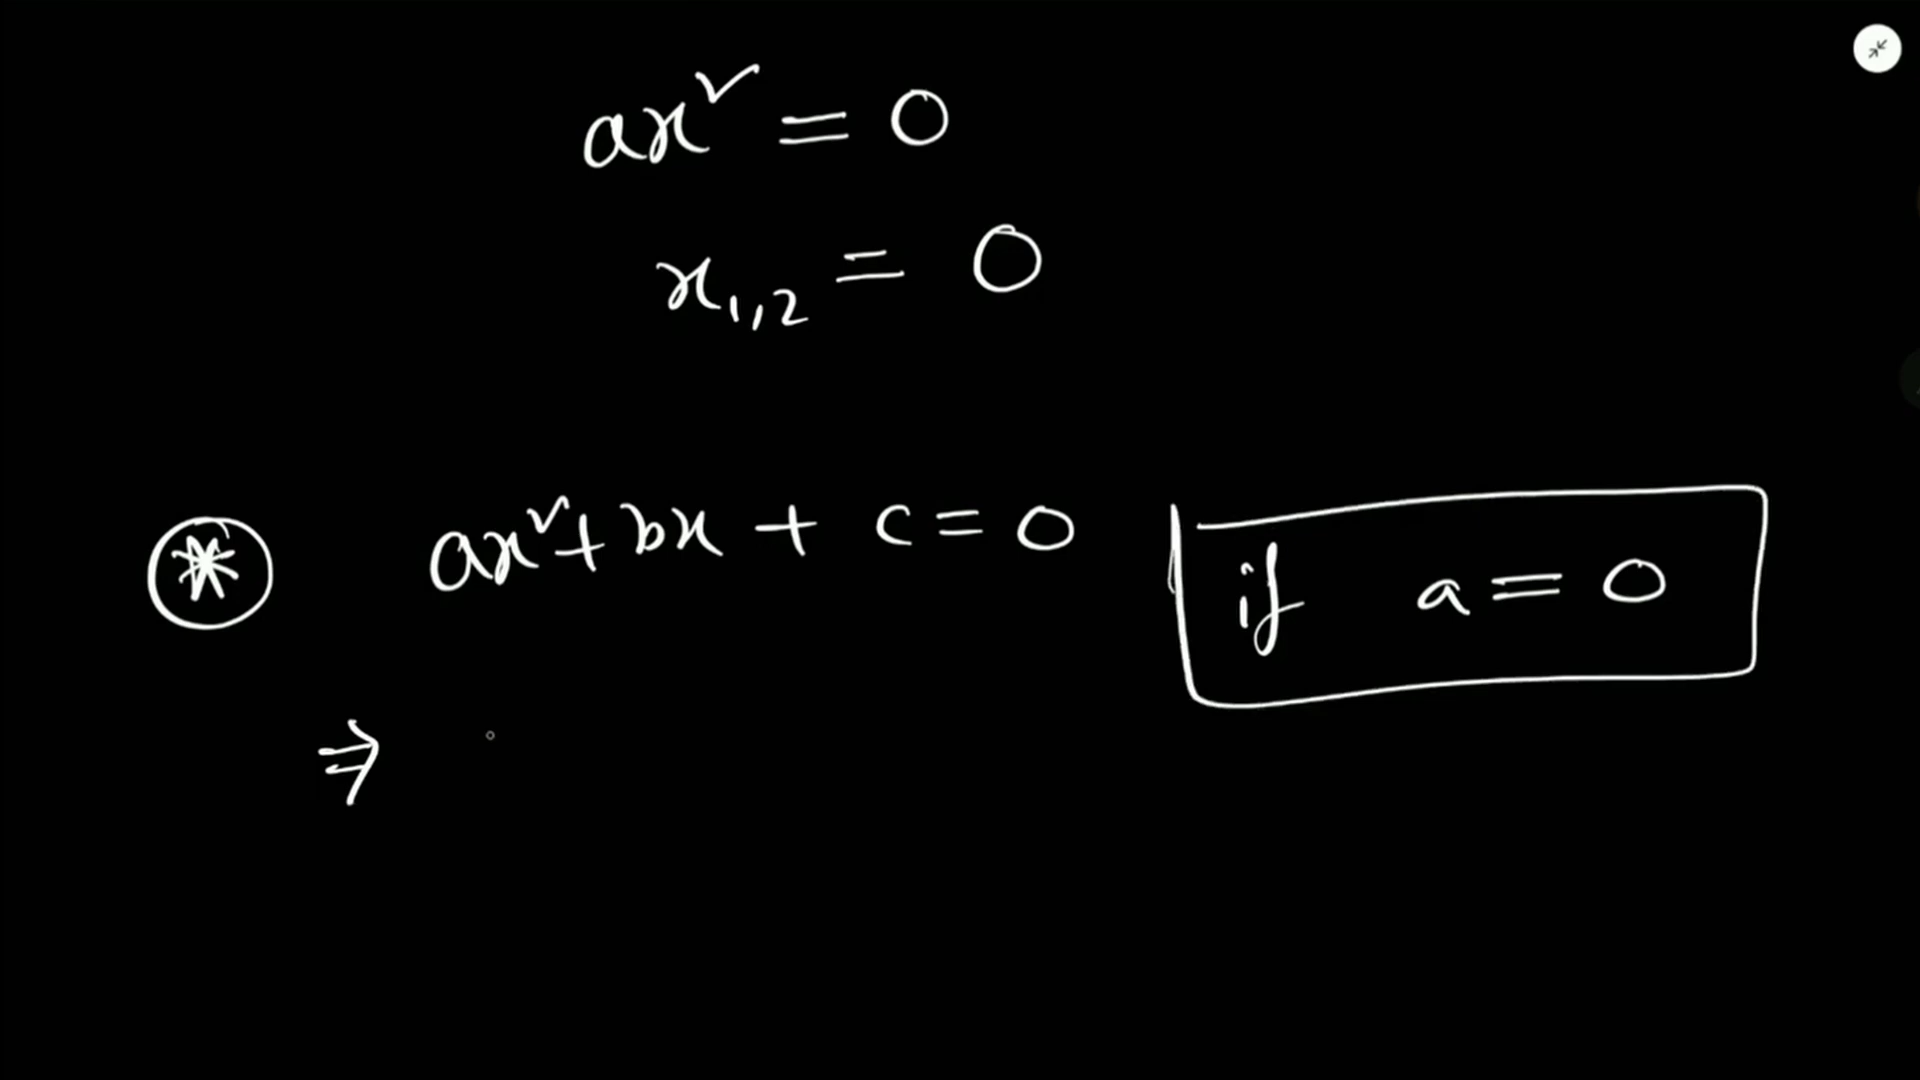 ax² = 0
x₁,₂ = 0
⊛ ax² + bx + c = 0 if a = 0
⇒